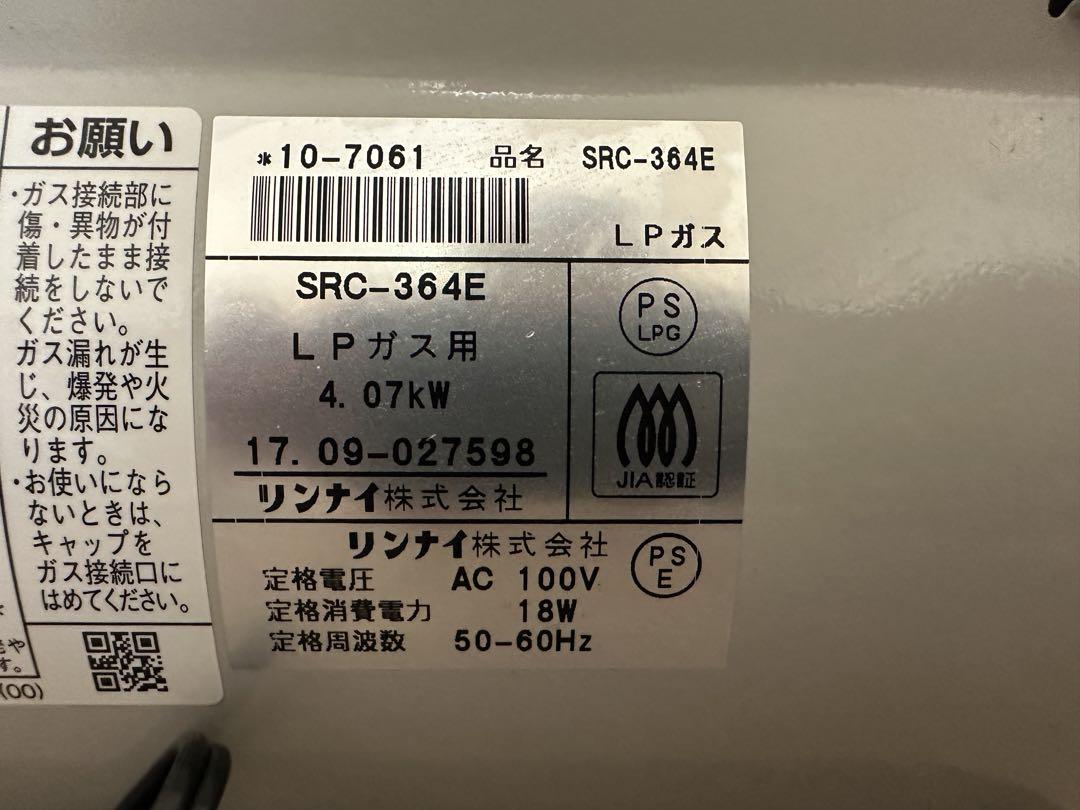 お願い
・ガス接続部に
傷・異物が付
着したまま接
続をしないで
ください。
ガス漏れが生
じ、爆発や火
災の原因にな
ります。
・お使いになら
ないときは、
キャップを
ガス接続口に
はめてください。
す。
(00)
10-7061 品名 SRC-364E
LPガス
SRC-364E
LPガス用
4.07kW
17.09-027598
リンナイ株式会社
PS
LPG
JIA認証
リンナイ株式会社
PS
E
定格電圧 AC 100V
定格消費電力 18W
定格周波数 50-60Hz